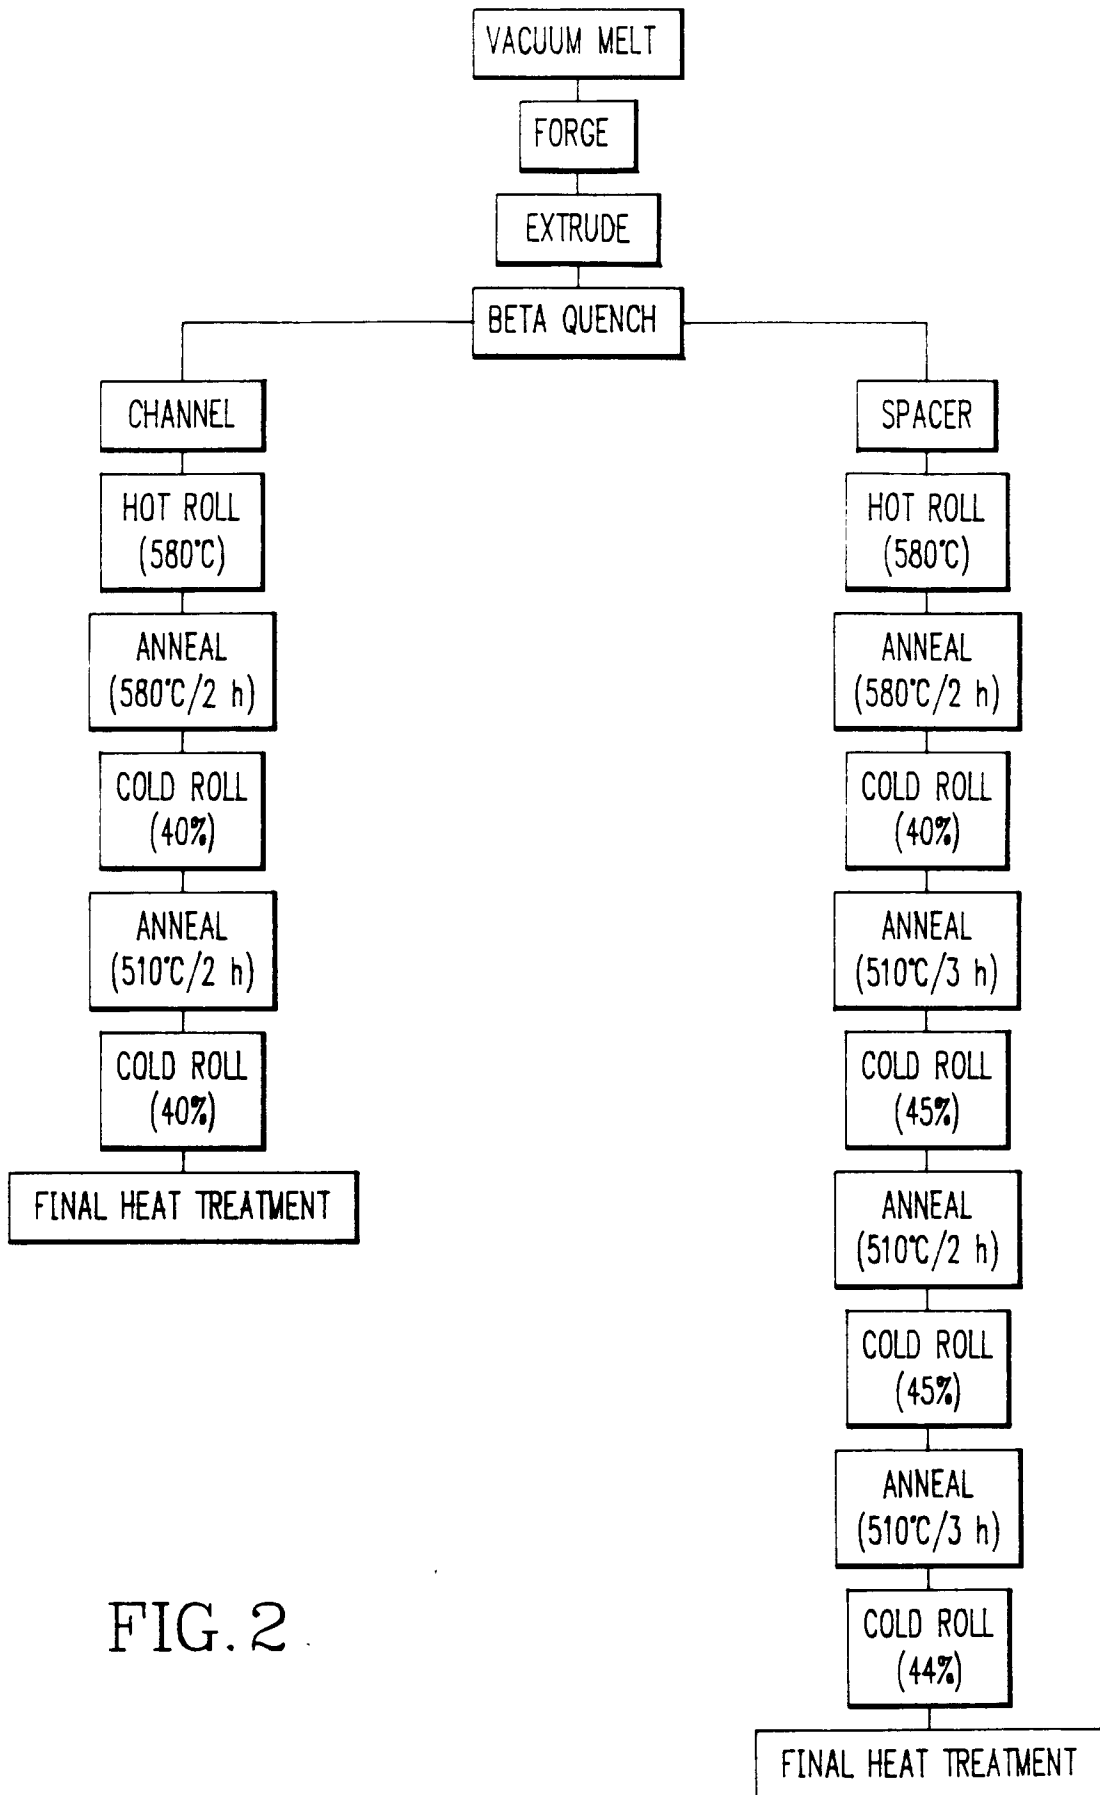 VACUUM MELT
FORGE
EXTRUDE
BETA QUENCH
CHANNEL
HOT ROLL
(580°C)
ANNEAL
(580°C/2 h)
COLD ROLL
(40%)
ANNEAL
(510°C/2 h)
COLD ROLL
(40%)
FINAL HEAT TREATMENT
SPACER
HOT ROLL
(580°C)
ANNEAL
(580°C/2 h)
COLD ROLL
(40%)
ANNEAL
(510°C/3 h)
COLD ROLL
(45%)
ANNEAL
(510°C/2 h)
COLD ROLL
(45%)
ANNEAL
(510°C/3 h)
COLD ROLL
(44%)
FINAL HEAT TREATMENT
FIG. 2